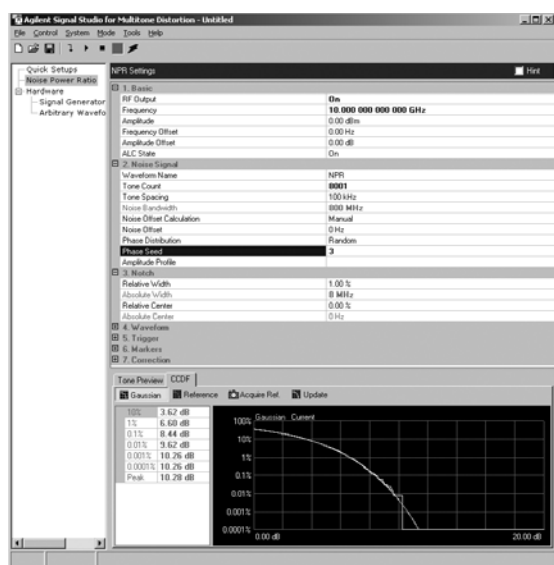 Agilent Signal Studio for Multitone Distortion - Untitled
File Control System Mode Tools Help
Quick Setups
Noise Power Ratio
Hardware
Signal Generator
Arbitrary Wavefo
NPR Settings
Hint
1. Basic
RF Output On
Frequency 10.000 000 000 000 GHz
Amplitude 0.00 dBm
Frequency Offset 0.00 Hz
Amplitude Offset 0.00 dB
ALC State On
2. Noise Signal
Waveform Name NPR
Tone Count 8001
Tone Spacing 100 kHz
Noise Bandwidth 800 MHz
Noise Offset Calculation Manual
Noise Offset 0 Hz
Phase Distribution Random
Phase Seed 3
Amplitude Profile
3. Notch
Relative Width 1.00 %
Absolute Width 8 MHz
Relative Center 0.00 %
Absolute Center 0 Hz
4. Waveform
5. Trigger
6. Markers
7. Correction
Tone Preview CCDF
Gaussian Reference Acquire Ref. Update
10% 3.62 dB
1% 6.60 dB
0.1% 8.44 dB
0.01% 9.62 dB
0.001% 10.26 dB
0.0001% 10.26 dB
Peak 10.28 dB
Gaussian Current
100%
10%
1%
0.1%
0.01%
0.001%
0.0001%
0.00 dB 20.00 dB